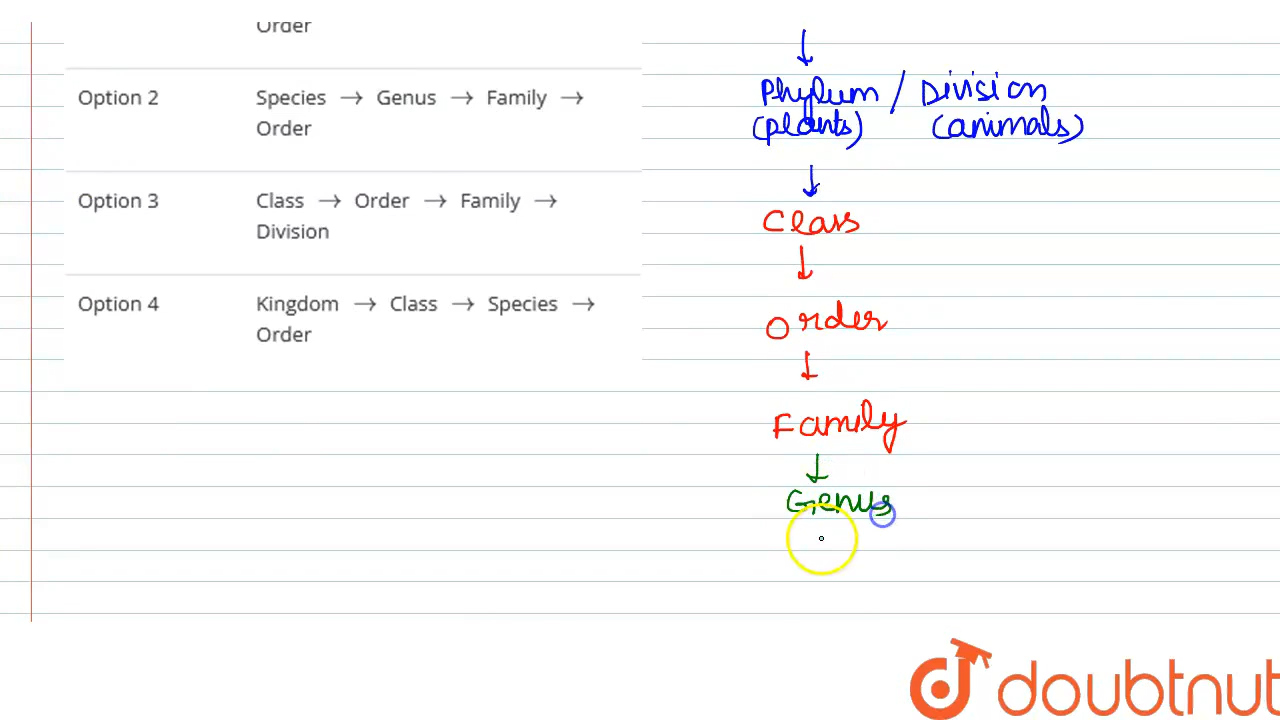 Order
Option 2 Species → Genus → Family →
Order
Option 3 Class → Order → Family →
Division
Option 4 Kingdom → Class → Species →
Order
↓
Phylum / Division
(plants) (animals)
↓
Class
↓
Order
↓
Family
↓
Genus
doubtnut